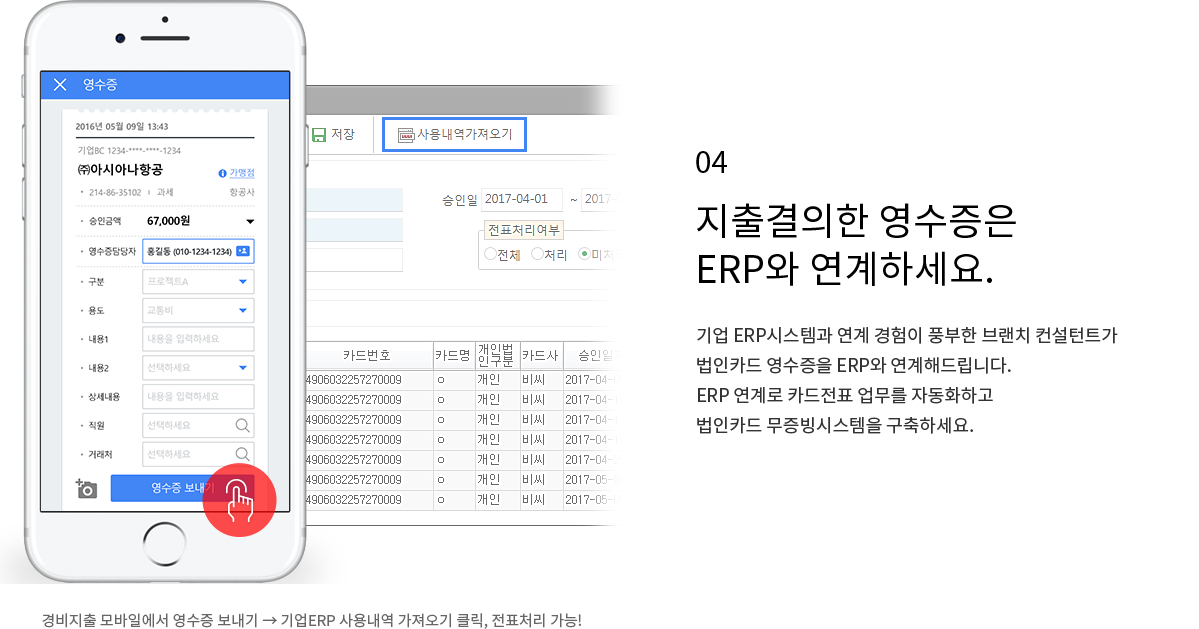 영수증
2016년 05월 09일 13:43
기업BC 1234-****-****-1234
㈜아시아나항공
가맹점
214-86-35102 | 과세
항공사
승인금액
67,000원
영수증담당자
홍길동 (010-1234-1234)
구분
프로젝트A
용도
교통비
내용1
내용을 입력하세요
내용2
선택하세요
상세내용
내용을 입력하세요
직원
선택하세요
거래처
선택하세요
영수증 보내기
저장
사용내역가져오기
승인일 2017-04-01 ~ 2017-
전표처리여부
전체 처리 미처
카드번호 카드명 개인법인구분 카드사 승인일
4906032257270009 ㅇ 개인 비씨 2017-04-
4906032257270009 ㅇ 개인 비씨 2017-04-
4906032257270009 ㅇ 개인 비씨 2017-04-
4906032257270009 ㅇ 개인 비씨 2017-04-
4906032257270009 ㅇ 개인 비씨 2017-04-
4906032257270009 ㅇ 개인 비씨 2017-05-
4906032257270009 ㅇ 개인 비씨 2017-05-
04
지출결의한 영수증은
ERP와 연계하세요.
기업 ERP시스템과 연계 경험이 풍부한 브랜치 컨설턴트가
법인카드 영수증을 ERP와 연계해드립니다.
ERP 연계로 카드전표 업무를 자동화하고
법인카드 무증빙시스템을 구축하세요.
경비지출 모바일에서 영수증 보내기 → 기업ERP 사용내역 가져오기 클릭, 전표처리 가능!